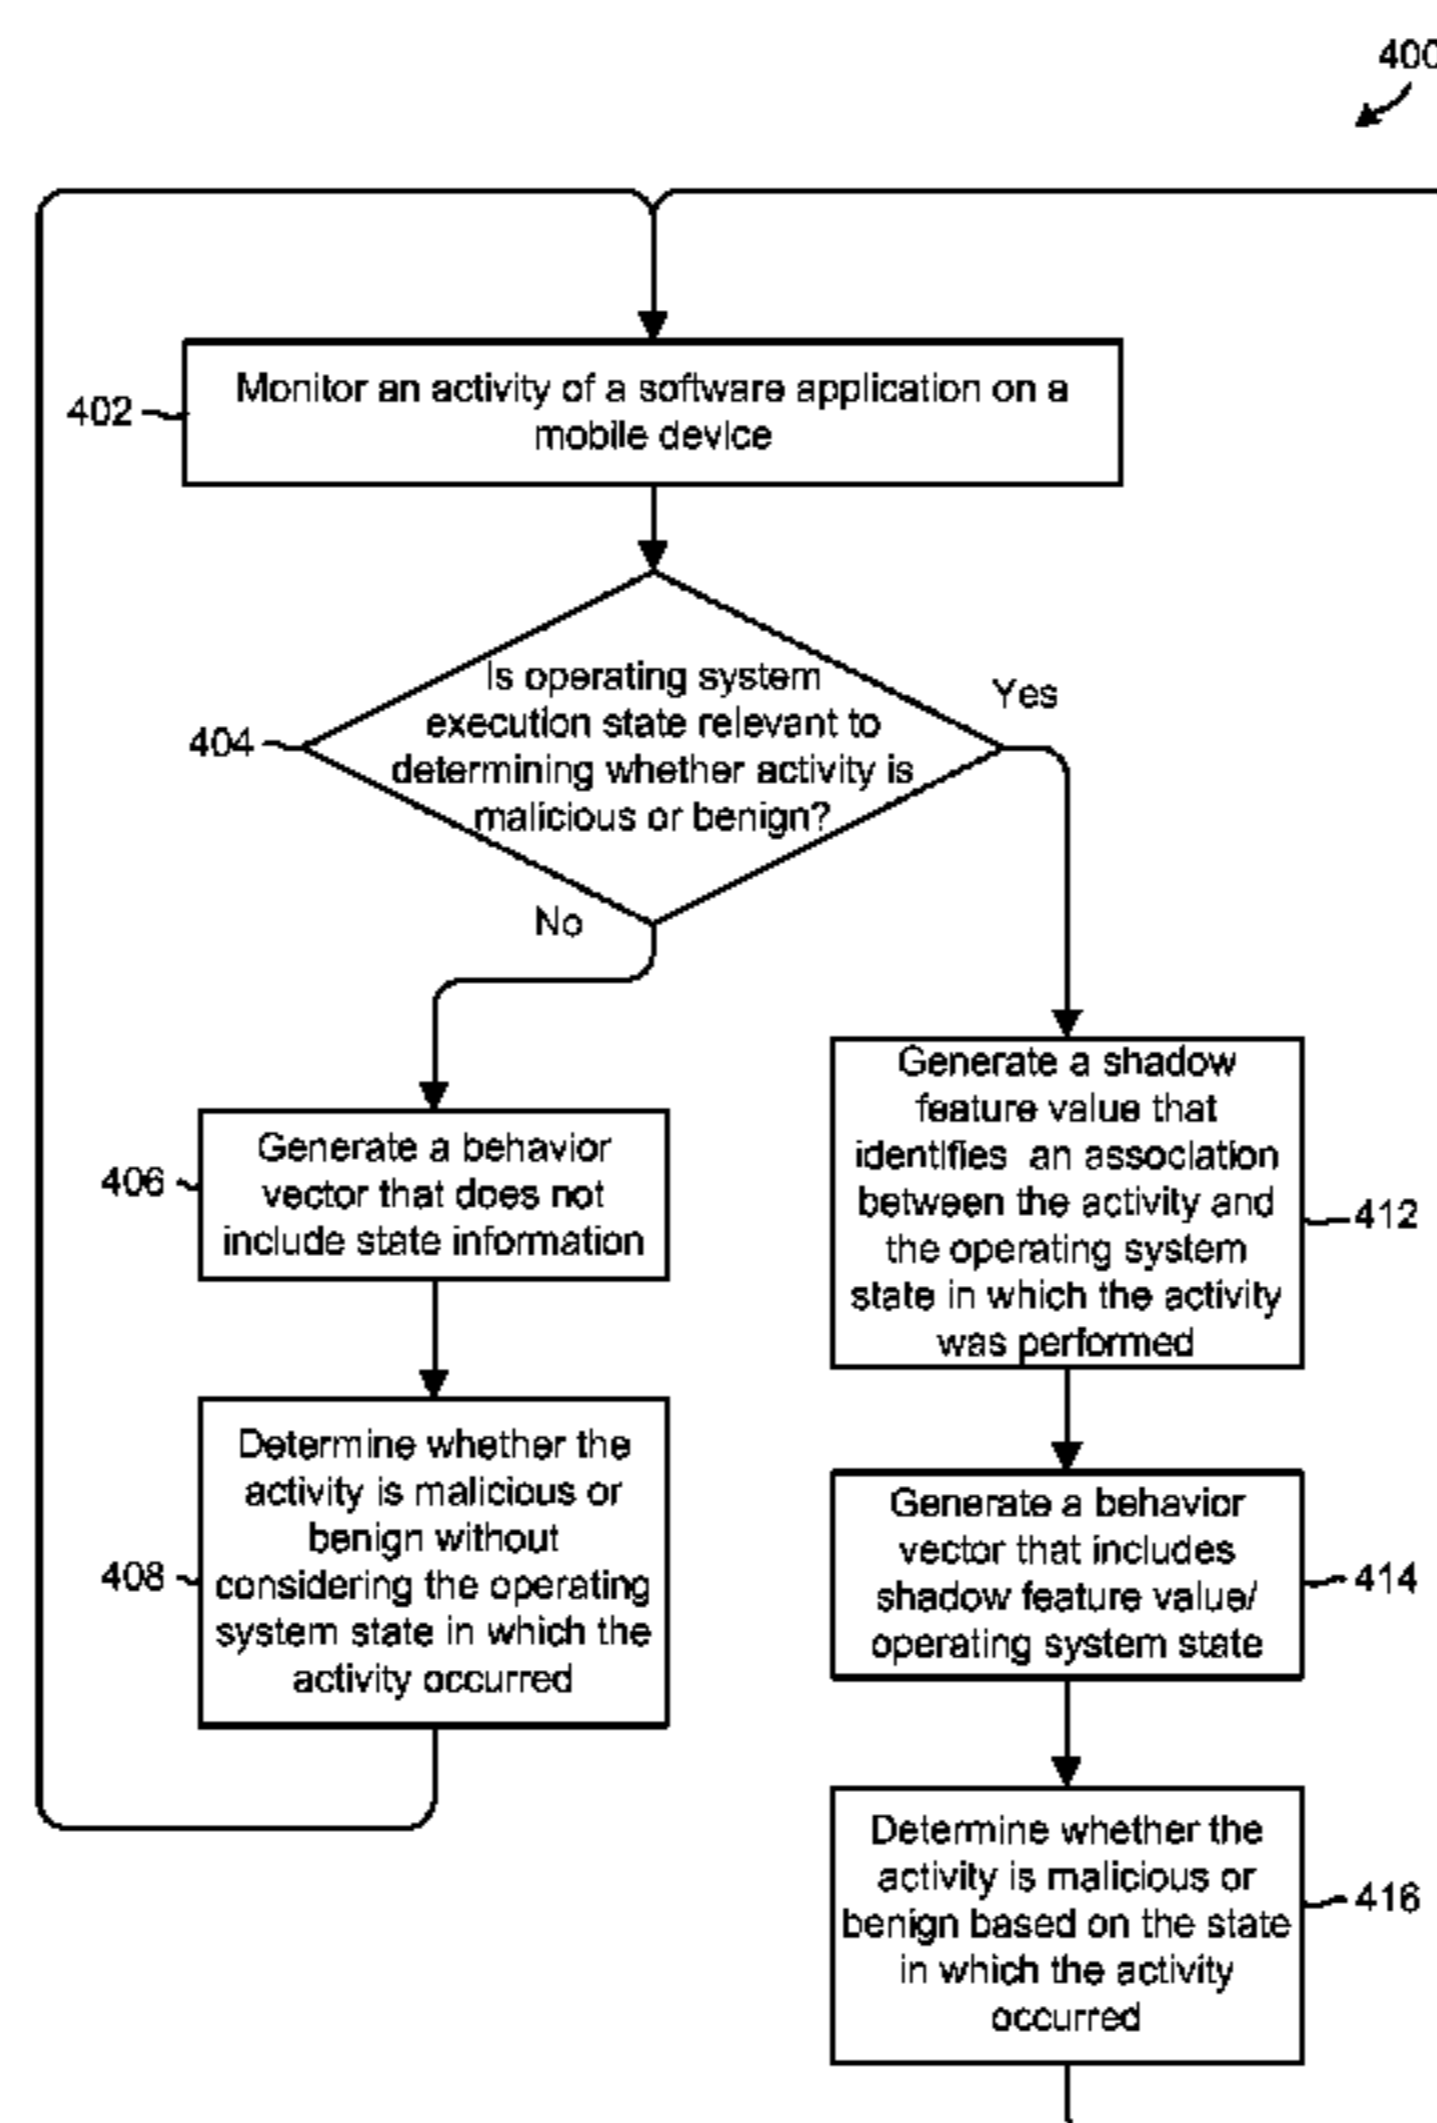 400
402
Monitor an activity of a software application on a
mobile device
404
Is operating system
execution state relevant to
determining whether activity is
malicious or benign?
Yes
No
406
Generate a behavior
vector that does not
include state information
408
Determine whether the
activity is malicious or
benign without
considering the operating
system state in which the
activity occurred
Generate a shadow
feature value that
identifies an association
between the activity and
the operating system
state in which the activity
was performed
412
Generate a behavior
vector that includes
shadow feature value/
operating system state
414
Determine whether the
activity is malicious or
benign based on the state
in which the activity
occurred
416